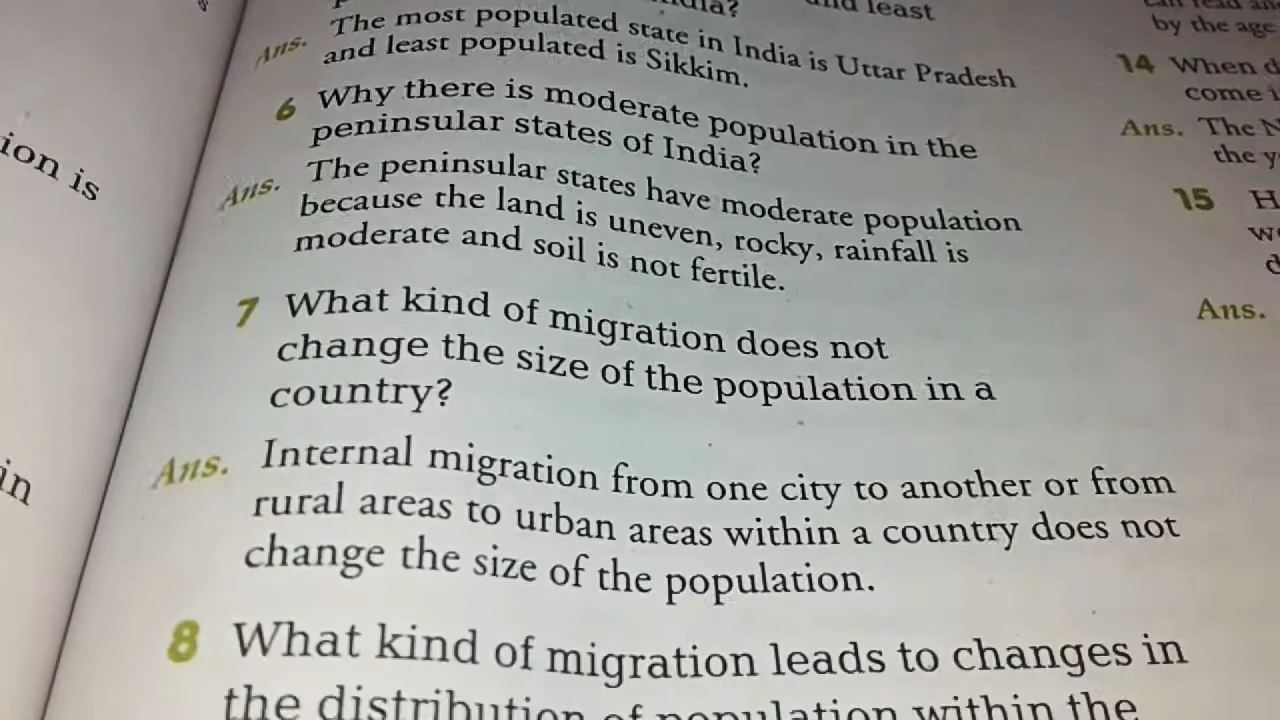 and least
Ans. The most populated state in India is Uttar Pradesh
and least populated is Sikkim.
6 Why there is moderate population in the
peninsular states of India?
Ans. The peninsular states have moderate population
because the land is uneven, rocky, rainfall is
moderate and soil is not fertile.
7 What kind of migration does not
change the size of the population in a
country?
Ans. Internal migration from one city to another or from
rural areas to urban areas within a country does not
change the size of the population.
8 What kind of migration leads to changes in
the distribution of population within the
is
in
by the age
14 When
come
Ans. The
the
15
Ans.